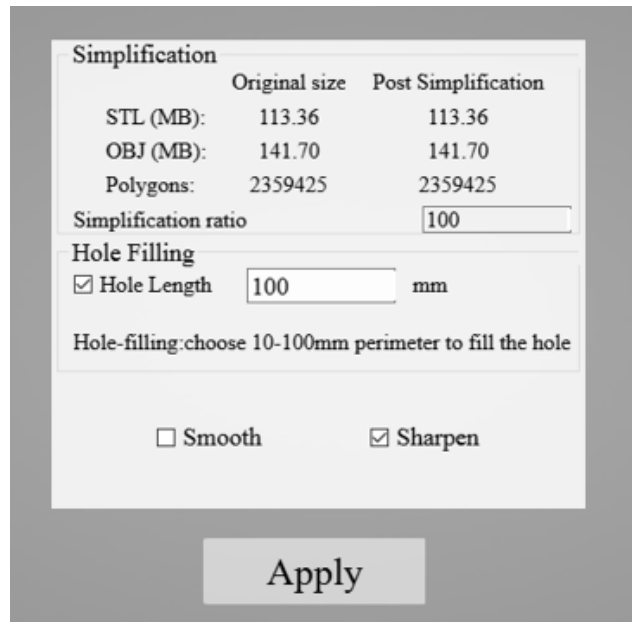 Simplification
Original size Post Simplification
STL (MB): 113.36 113.36
OBJ (MB): 141.70 141.70
Polygons: 2359425 2359425
Simplification ratio 100
Hole Filling
Hole Length 100 mm
Hole-filling:choose 10-100mm perimeter to fill the hole
Smooth Sharpen
Apply